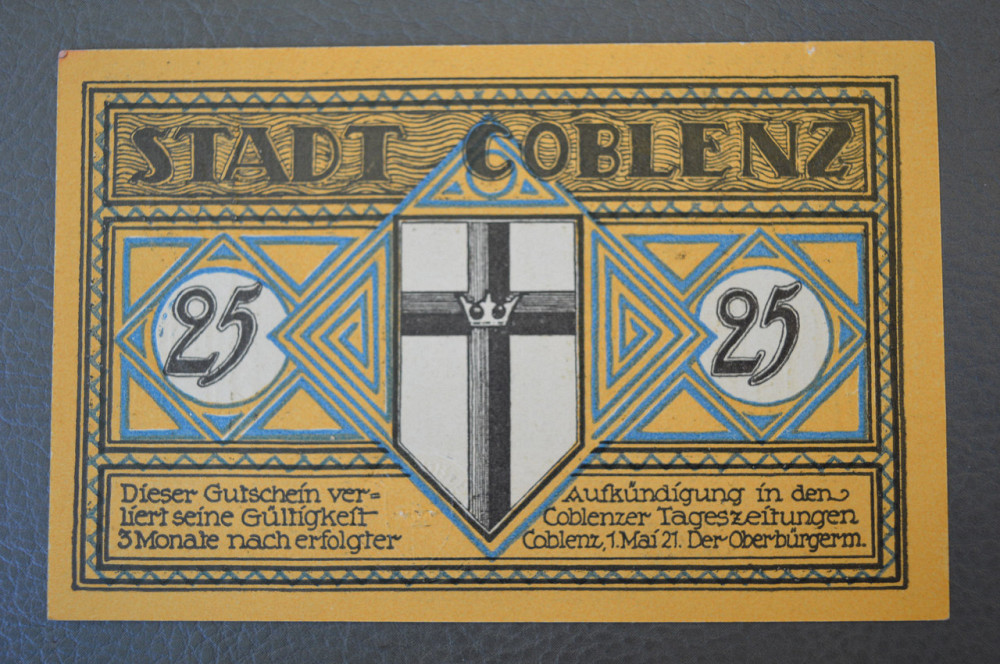 STADT COBLENZ
25 25
Dieser Gutschein ver=
liert seine Gültigkeit
3 Monate nach erfolgter
Aufkündigung in den
Coblenzer Tageszeitungen
Coblenz, 1. Mai 21. Der Oberbürgerm.